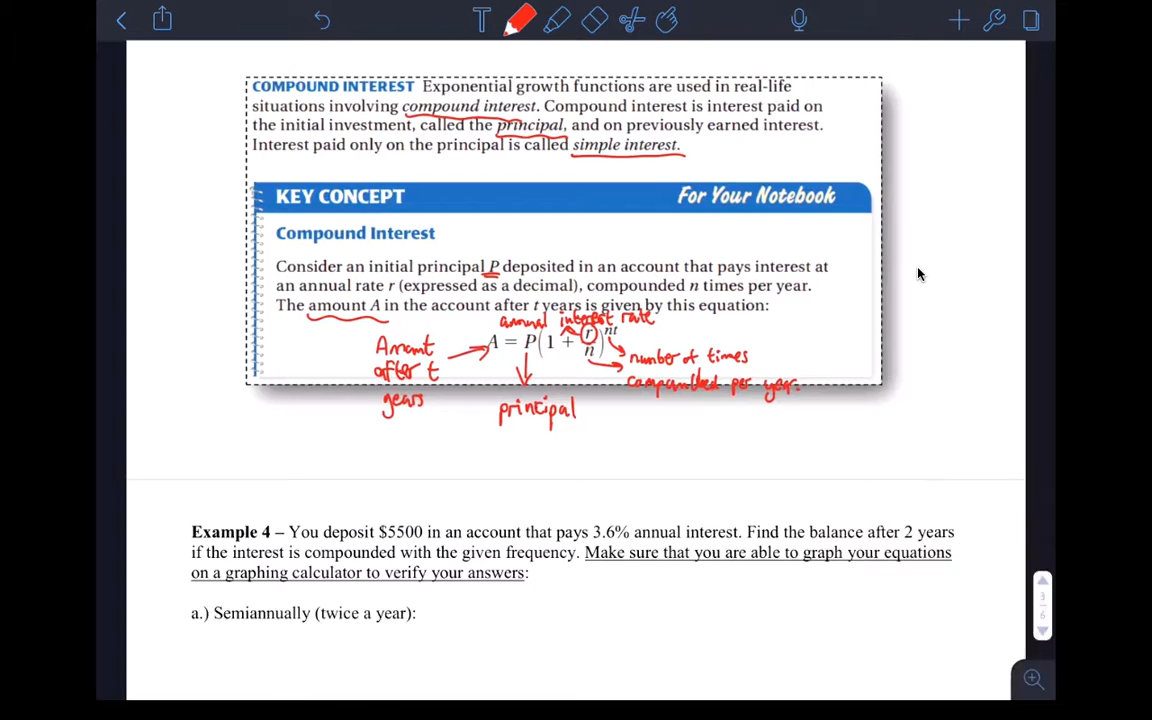 COMPOUND INTEREST Exponential growth functions are used in real-life
situations involving compound interest. Compound interest is interest paid on
the initial investment, called the principal, and on previously earned interest.
Interest paid only on the principal is called simple interest.
KEY CONCEPT For Your Notebook
Compound Interest
Consider an initial principal P deposited in an account that pays interest at
an annual rate r (expressed as a decimal), compounded n times per year.
The amount A in the account after t years is given by this equation:
annual interest rate
A = P(1 + r/n)^nt
Amount
after t
years
number of times
compounded per year.
principal
Example 4 – You deposit $5500 in an account that pays 3.6% annual interest. Find the balance after 2 years
if the interest is compounded with the given frequency. Make sure that you are able to graph your equations
on a graphing calculator to verify your answers:
a.) Semiannually (twice a year):
3
6